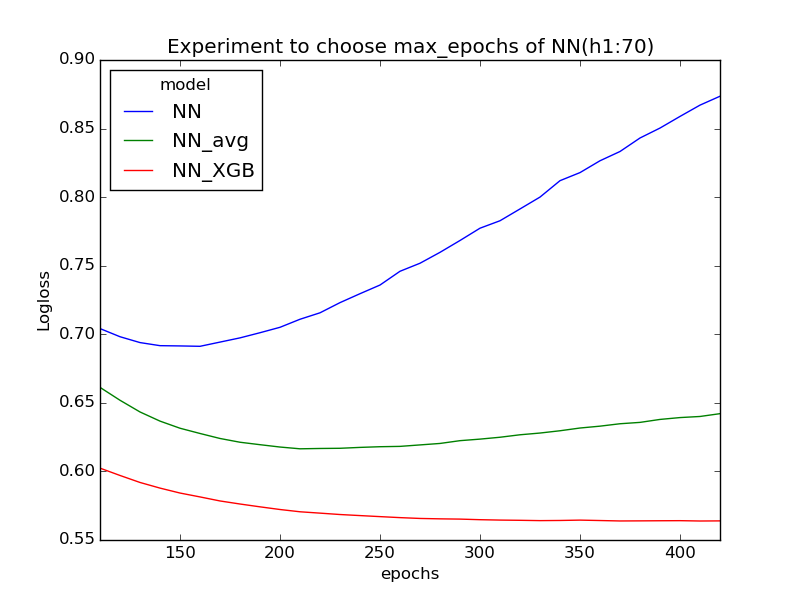 Experiment to choose max_epochs of NN(h1:70)
model
NN
NN_avg
NN_XGB
0.90
0.85
0.80
0.75
0.70
0.65
0.60
0.55
Logloss
150 200 250 300 350 400
epochs